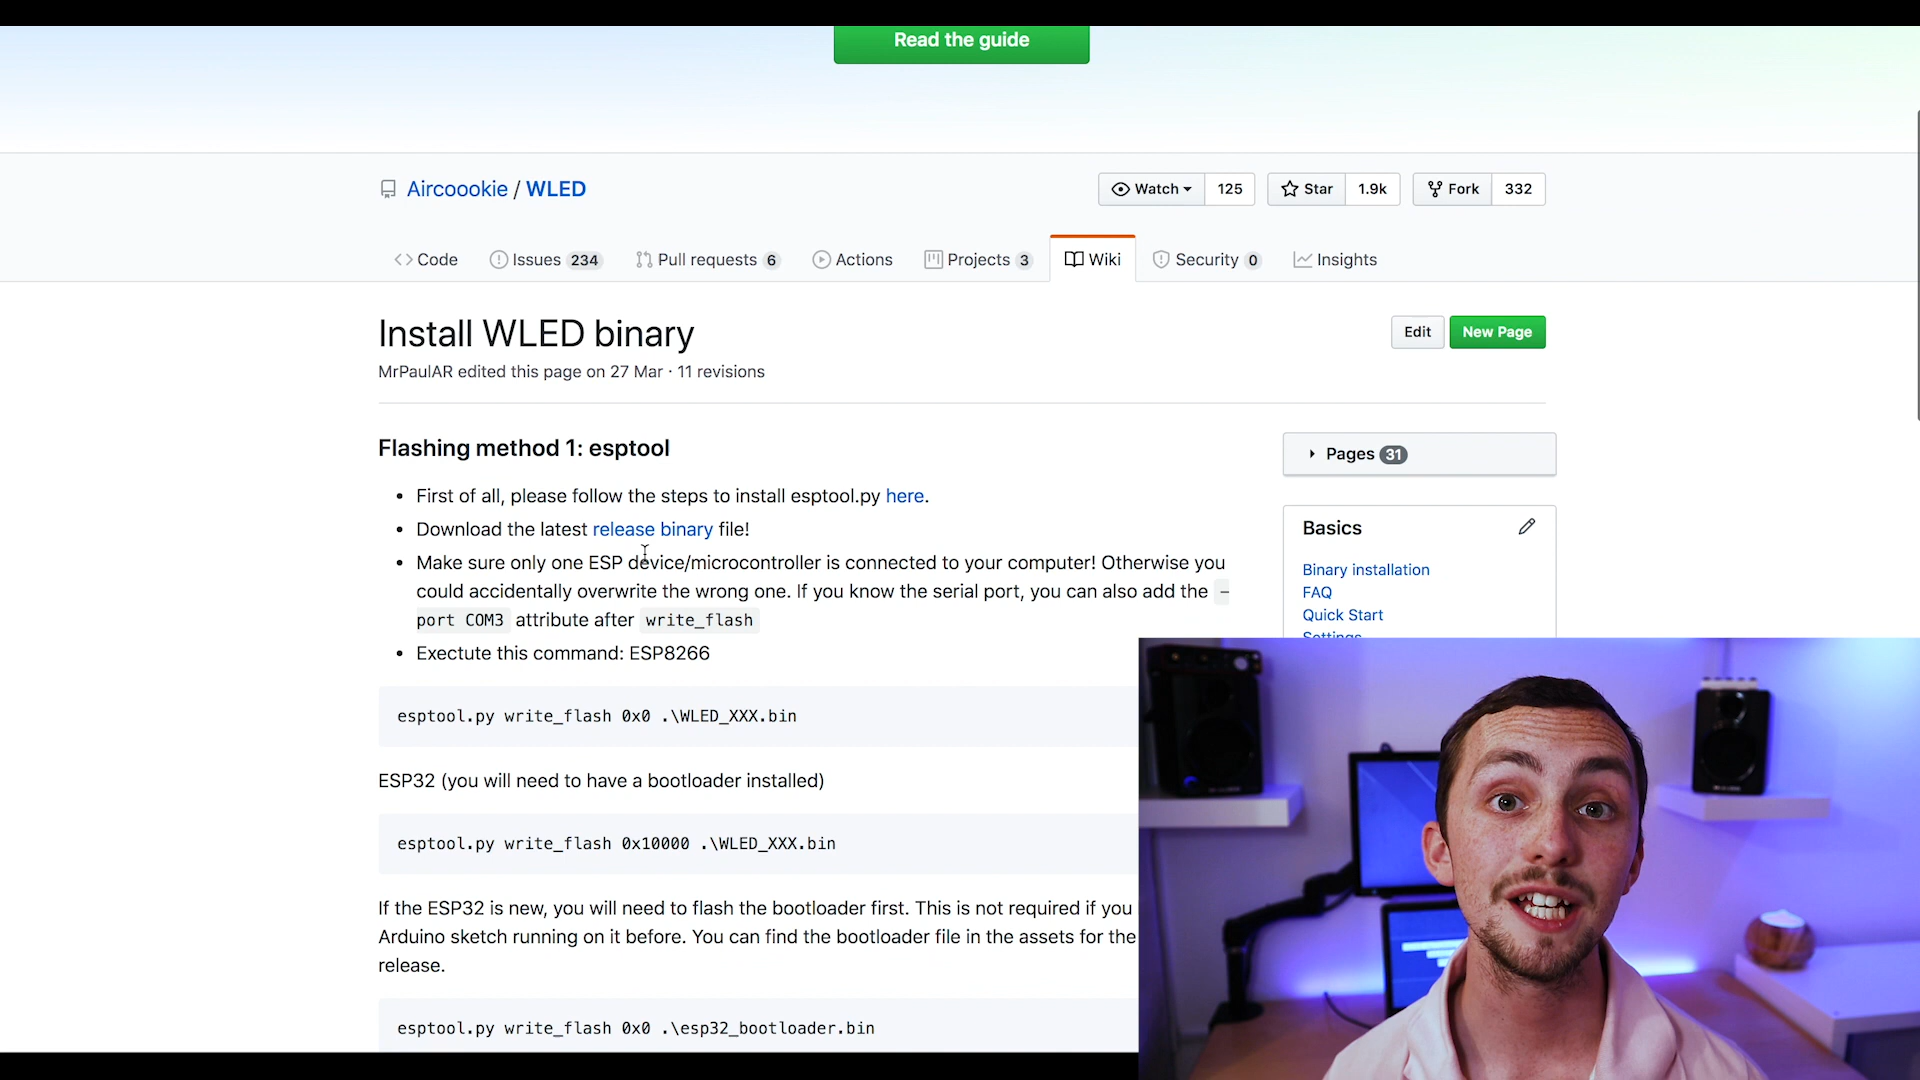 Read the guide
Aircoookie / WLED
Watch 125 Star 1.9k Fork 332
Code Issues 234 Pull requests 6 Actions Projects 3 Wiki Security 0 Insights
Install WLED binary
Edit New Page
MrPaulAR edited this page on 27 Mar · 11 revisions
Flashing method 1: esptool
Pages 31
First of all, please follow the steps to install esptool.py here.
Download the latest release binary file!
Make sure only one ESP device/microcontroller is connected to your computer! Otherwise you
could accidentally overwrite the wrong one. If you know the serial port, you can also add the –
port COM3 attribute after write_flash
Exectute this command: ESP8266
Basics
Binary installation
FAQ
Quick Start
Settings
esptool.py write_flash 0x0 .\WLED_XXX.bin
ESP32 (you will need to have a bootloader installed)
esptool.py write_flash 0x10000 .\WLED_XXX.bin
If the ESP32 is new, you will need to flash the bootloader first. This is not required if you
Arduino sketch running on it before. You can find the bootloader file in the assets for the
release.
esptool.py write_flash 0x0 .\esp32_bootloader.bin